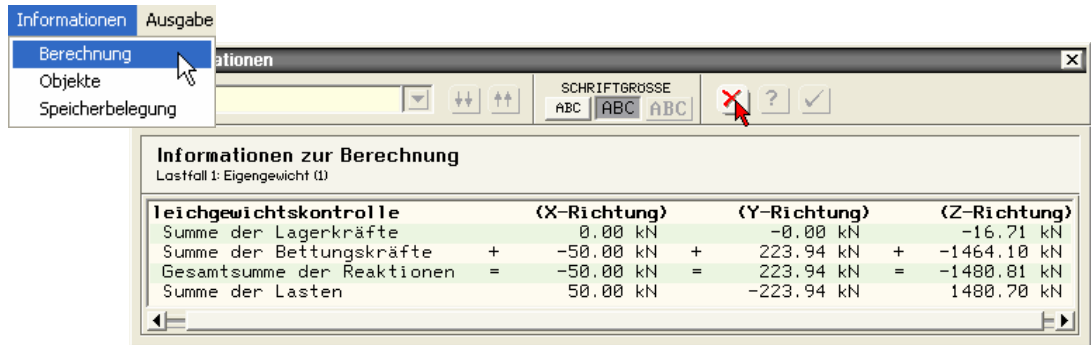 Informationen Ausgabe
Berechnung
Objekte
Speicherbelegung
ationen
SCHRIFTGRÖSSE
ABC ABC ABC
?
Informationen zur Berechnung
Lastfall 1: Eigengewicht (1)
leichgewichtskontrolle (X-Richtung) (Y-Richtung) (Z-Richtung)
Summe der Lagerkräfte 0.00 kN -0.00 kN -16.71 kN
Summe der Bettungskräfte + -50.00 kN + 223.94 kN + -1464.10 kN
Gesamtsumme der Reaktionen = -50.00 kN = 223.94 kN = -1480.81 kN
Summe der Lasten 50.00 kN -223.94 kN 1480.70 kN